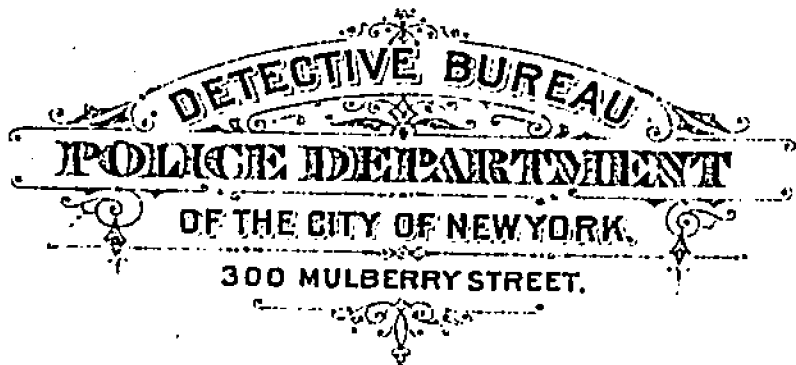 DETECTIVE BUREAU
POLICE DEPARTMENT
OF THE CITY OF NEW YORK.
300 MULBERRY STREET.